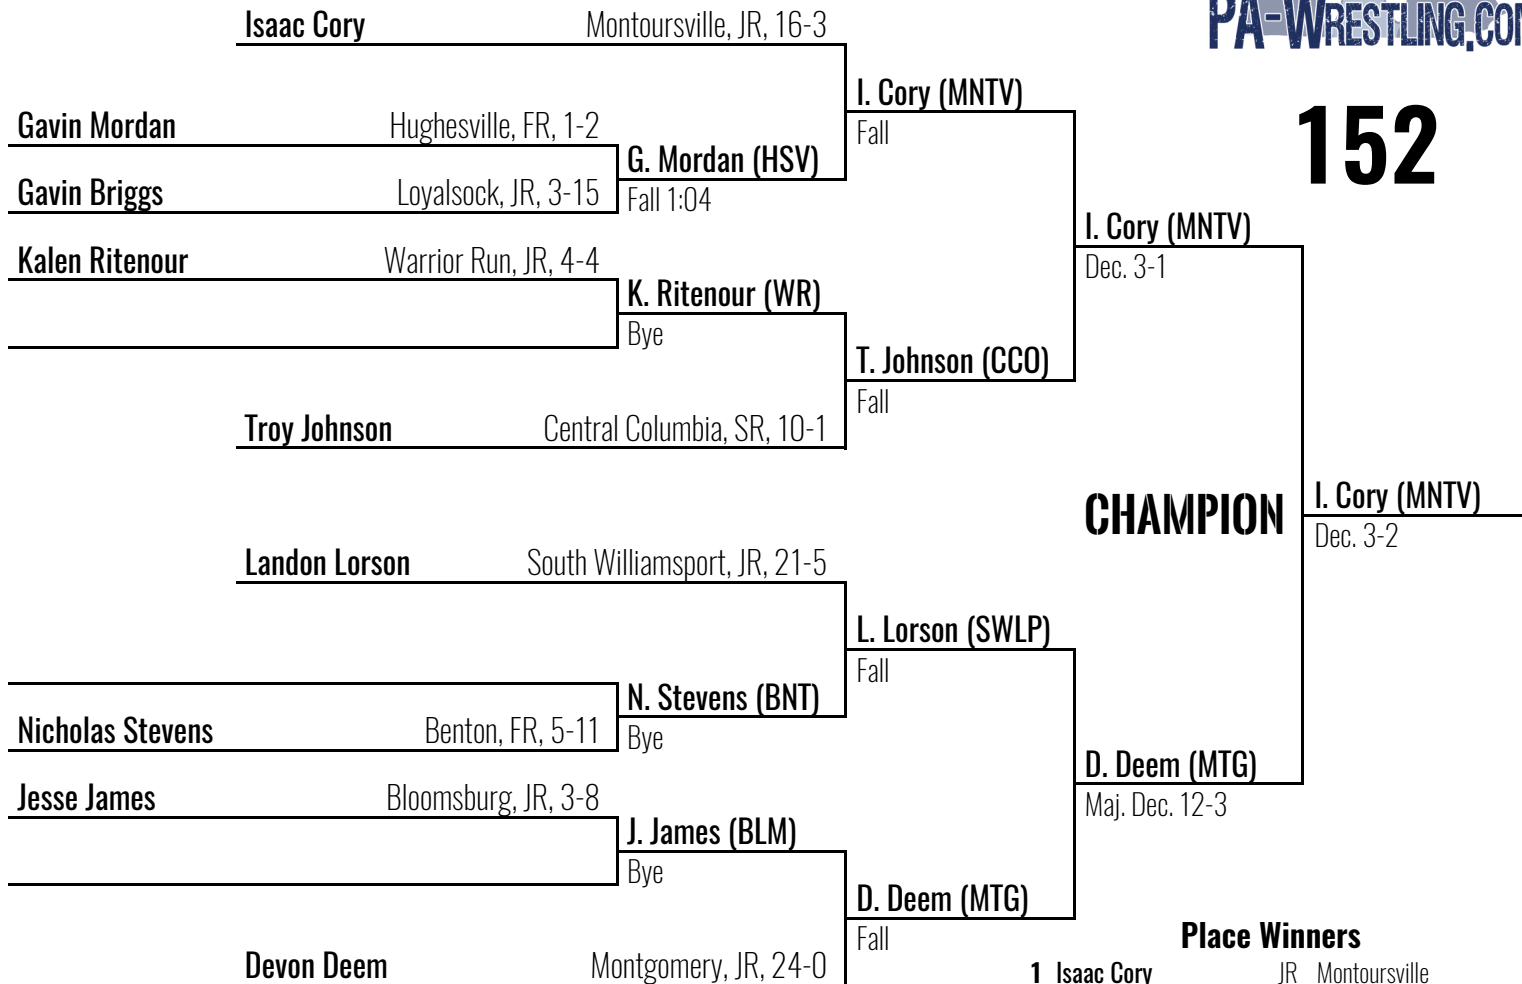 PA-WRESTLING.COM
Isaac Cory Montoursville, JR, 16-3
I. Cory (MNTV)
Fall
152
Gavin Mordan Hughesville, FR, 1-2
G. Mordan (HSV)
Fall 1:04
Gavin Briggs Loyalsock, JR, 3-15
I. Cory (MNTV)
Dec. 3-1
Kalen Ritenour Warrior Run, JR, 4-4
K. Ritenour (WR)
Bye
T. Johnson (CCO)
Fall
Troy Johnson Central Columbia, SR, 10-1
CHAMPION
I. Cory (MNTV)
Dec. 3-2
Landon Lorson South Williamsport, JR, 21-5
L. Lorson (SWLP)
Fall
N. Stevens (BNT)
Bye
Nicholas Stevens Benton, FR, 5-11
D. Deem (MTG)
Maj. Dec. 12-3
Jesse James Bloomsburg, JR, 3-8
J. James (BLM)
Bye
D. Deem (MTG)
Fall
Devon Deem Montgomery, JR, 24-0
Place Winners
1 Isaac Cory JR Montoursville